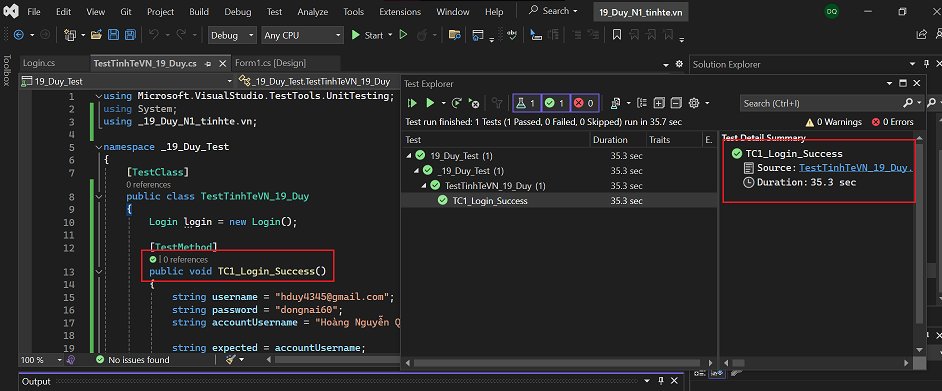 File Edit View Git Project Build Debug Test Analyze Tools Extensions Window Help Search 19_Duy_N1_tinhte.vn DQ
Debug Any CPU Start
Toolbox
Login.cs TestTinhTeVN_19_Duy.cs Form1.cs [Design]
19_Duy_Test _19_Duy_Test.TestTinhTeVN_19_Duy
1 using Microsoft.VisualStudio.TestTools.UnitTesting;
2 using System;
3 using _19_Duy_N1_tinhte.vn;
4
5 namespace _19_Duy_Test
6 {
7 [TestClass]
0 references
8 public class TestTinhTeVN_19_Duy
9 {
10 Login login = new Login();
11
12 [TestMethod]
| 0 references
13 public void TC1_Login_Success()
14 {
15 string username = "hduy4345@gmail.com";
16 string password = "dongnai60";
17 string accountUsername = "Hoàng Nguyễn Q
18
19 string expected = accountUsername;
100 % No issues found
Output
Solution Explorer
Test Explorer
1 1 0
Search (Ctrl+I)
Test run finished: 1 Tests (1 Passed, 0 Failed, 0 Skipped) run in 35.7 sec
0 Warnings 0 Errors
Test Duration Traits E.
19_Duy_Test (1) 35.3 sec
_19_Duy_Test (1) 35.3 sec
TestTinhTeVN_19_Duy (1) 35.3 sec
TC1_Login_Success 35.3 sec
Test Detail Summary
TC1_Login_Success
Source: TestTinhTeVN_19_Duy.
Duration: 35.3 sec